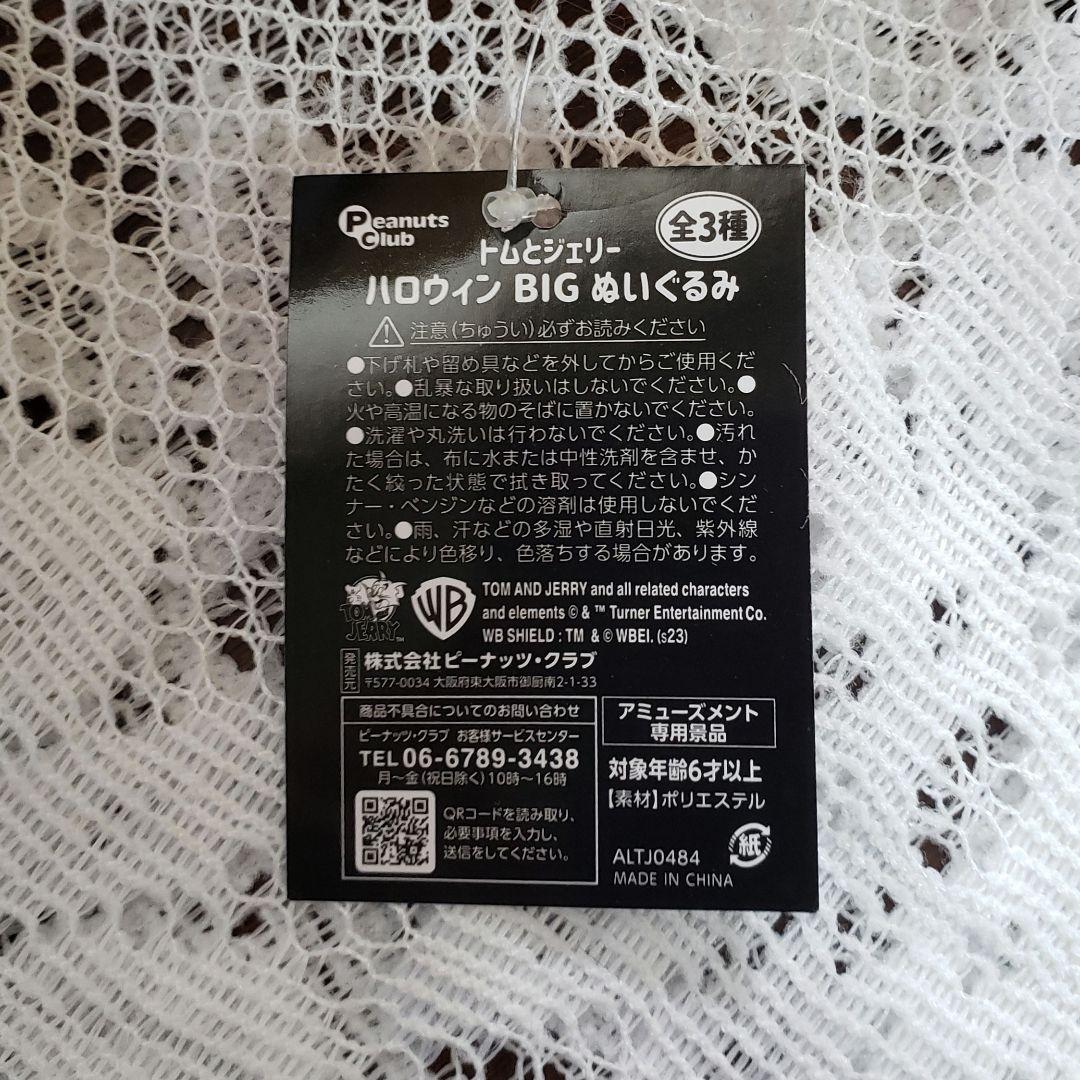 Peanuts Club
全3種
トムとジェリー
ハロウィン BIG ぬいぐるみ
注意(ちゅうい)必ずお読みください
●下げ札や留め具などを外してからご使用くだ
さい。●乱暴な取り扱いはしないでください。●
火や高温になる物のそばに置かないでください。
●洗濯や丸洗いは行わないでください。●汚れ
た場合は、布に水または中性洗剤を含ませ、か
たく絞った状態で拭き取ってください。●シン
ナー・ベンジンなどの溶剤は使用しないでくだ
さい。●雨、汗などの多湿や直射日光、紫外線
などにより色移り、色落ちする場合があります。
TOM AND JERRY
WB
TOM AND JERRY and all related characters
and elements © & ™ Turner Entertainment Co.
WB SHIELD : TM & © WBEI. (s23)
発売元 株式会社ピーナッツ・クラブ
〒577-0034 大阪府東大阪市御厨南2-1-33
商品不具合についてのお問い合わせ
ピーナッツ・クラブ お客様サービスセンター
TEL 06-6789-3438
月~金(祝日除く)10時~16時
QRコードを読み取り、
必要事項を入力し、
送信をしてください。
アミューズメント
専用景品
対象年齢6才以上
【素材】ポリエステル
紙
ALTJ0484
MADE IN CHINA